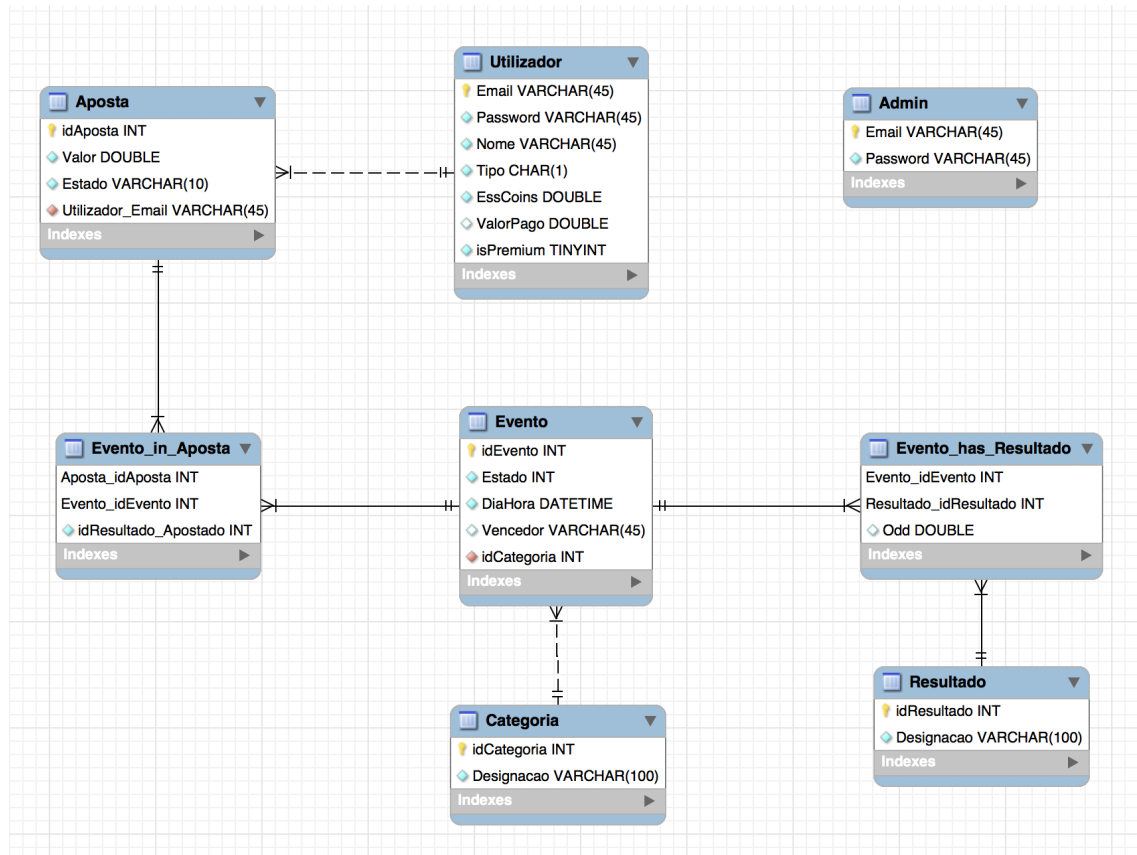 Utilizador
Email VARCHAR(45)
Password VARCHAR(45)
Nome VARCHAR(45)
Tipo CHAR(1)
EssCoins DOUBLE
ValorPago DOUBLE
isPremium TINYINT
Indexes
Aposta
idAposta INT
Valor DOUBLE
Estado VARCHAR(10)
Utilizador_Email VARCHAR(45)
Indexes
Admin
Email VARCHAR(45)
Password VARCHAR(45)
Indexes
Evento_in_Aposta
Aposta_idAposta INT
Evento_idEvento INT
idResultado_Apostado INT
Indexes
Evento
idEvento INT
Estado INT
DiaHora DATETIME
Vencedor VARCHAR(45)
idCategoria INT
Indexes
Evento_has_Resultado
Evento_idEvento INT
Resultado_idResultado INT
Odd DOUBLE
Indexes
Categoria
idCategoria INT
Designacao VARCHAR(100)
Indexes
Resultado
idResultado INT
Designacao VARCHAR(100)
Indexes